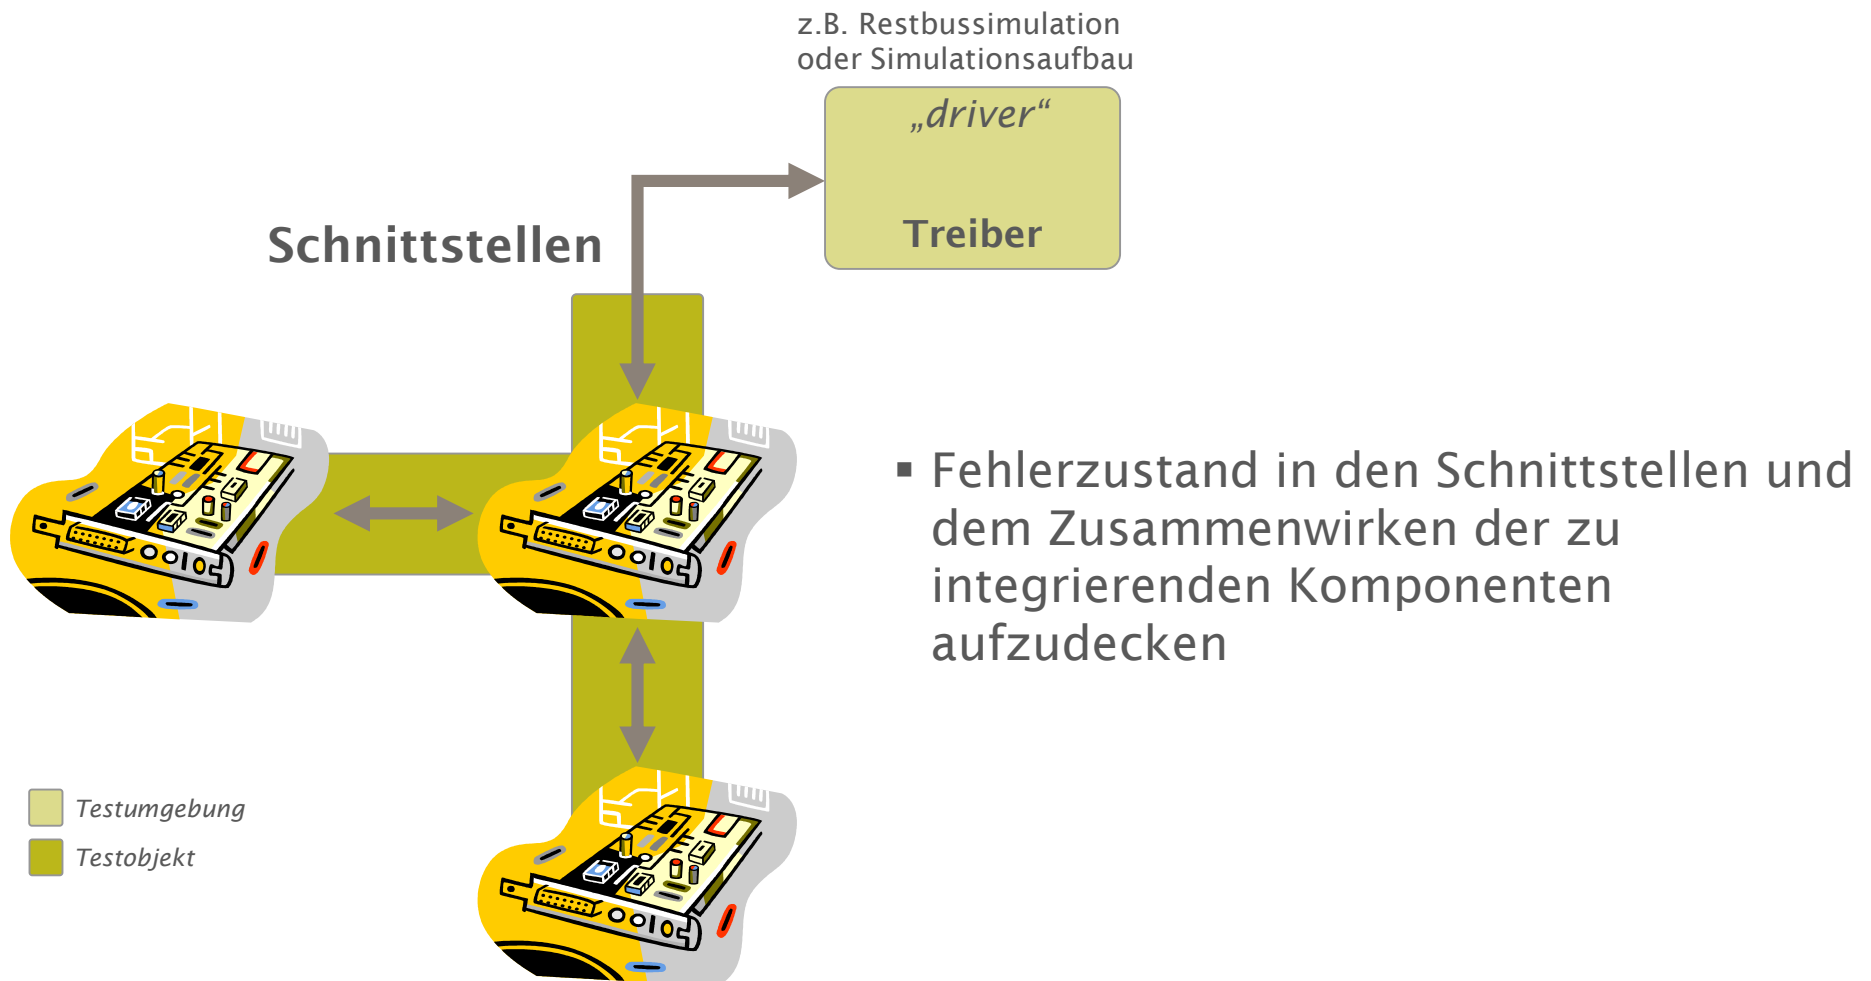 z.B. Restbussimulation
oder Simulationsaufbau
„driver“
Treiber
Schnittstellen
▪ Fehlerzustand in den Schnittstellen und
dem Zusammenwirken der zu
integrierenden Komponenten
aufzudecken
Testumgebung
Testobjekt